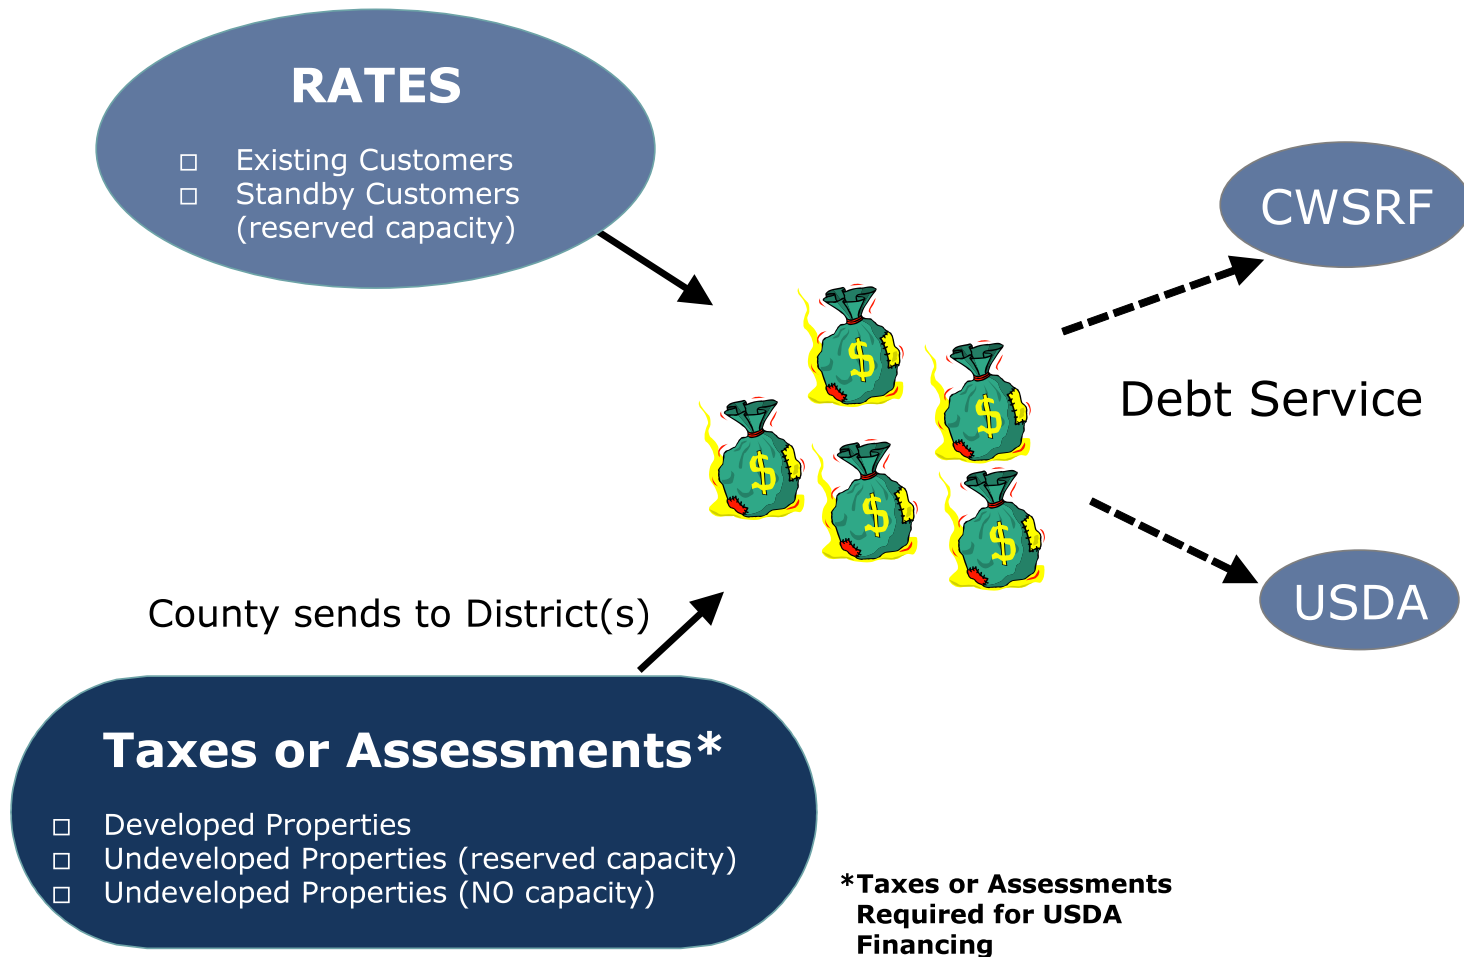 RATES
□ Existing Customers
□ Standby Customers
(reserved capacity)
CWSRF
$
$
Debt Service
$
$
$
USDA
County sends to District(s)
Taxes or Assessments*
□ Developed Properties
□ Undeveloped Properties (reserved capacity)
□ Undeveloped Properties (NO capacity)
*Taxes or Assessments
Required for USDA
Financing